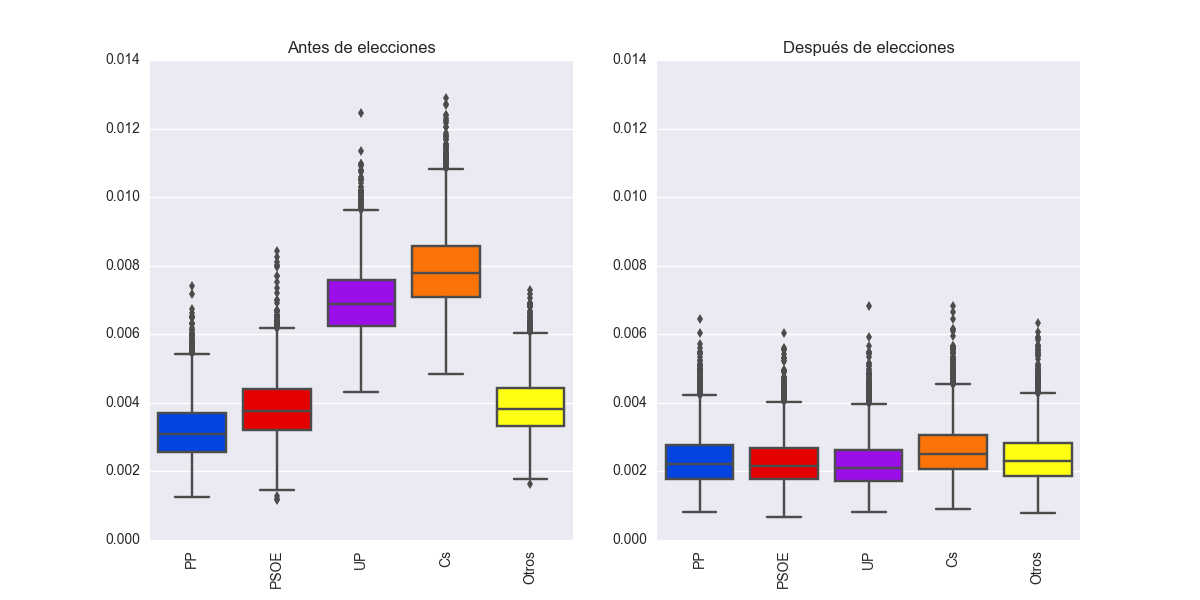 Antes de elecciones
0.014
0.012
0.010
0.008
0.006
0.004
0.002
0.000
PP
PSOE
UP
Cs
Otros
Después de elecciones
0.014
0.012
0.010
0.008
0.006
0.004
0.002
0.000
PP
PSOE
UP
Cs
Otros